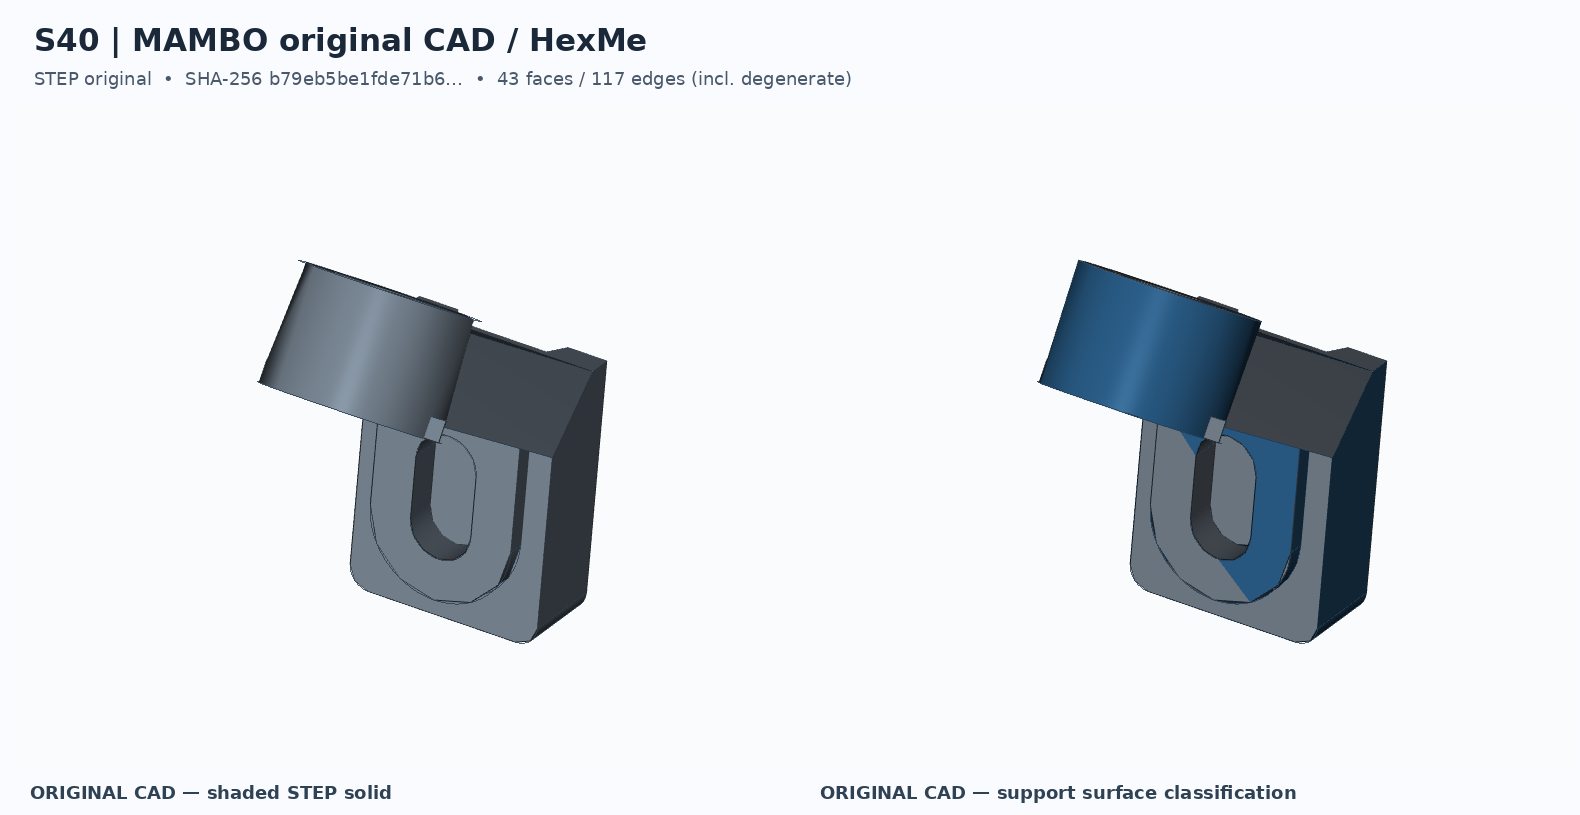 S40 | MAMBO original CAD / HexMe
STEP original • SHA-256 b79eb5be1fde71b6... • 43 faces / 117 edges (incl. degenerate)
ORIGINAL CAD — shaded STEP solid
ORIGINAL CAD — support surface classification